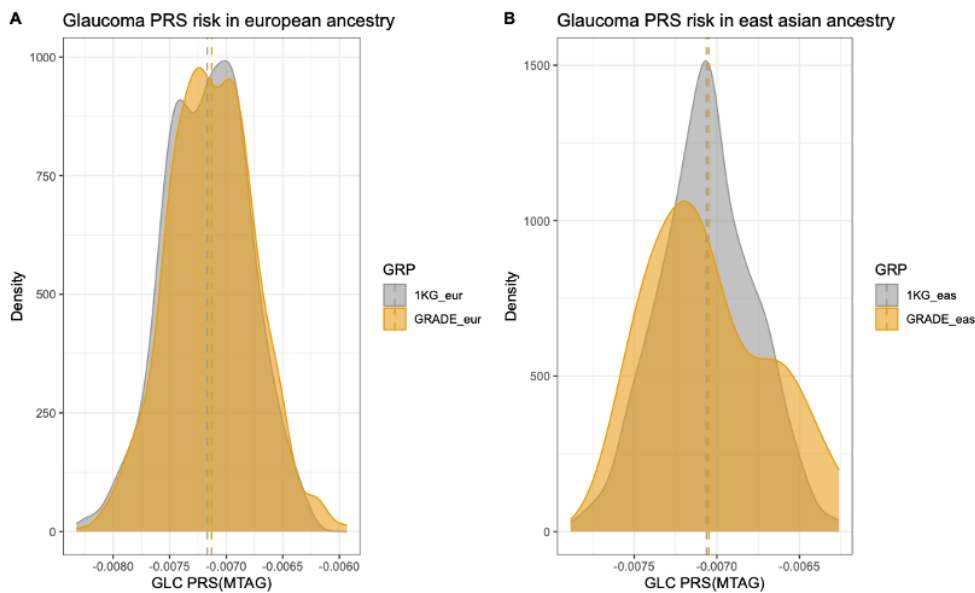 A
Glaucoma PRS risk in european ancestry
1000
750
500
250
0
Density
-0.0080
-0.0075
-0.0070
-0.0065
-0.0060
GLC PRS(MTAG)
GRP
1KG_eur
GRADE_eur
B
Glaucoma PRS risk in east asian ancestry
1500
1000
500
0
Density
-0.0075
-0.0070
-0.0065
GLC PRS(MTAG)
GRP
1KG_eas
GRADE_eas